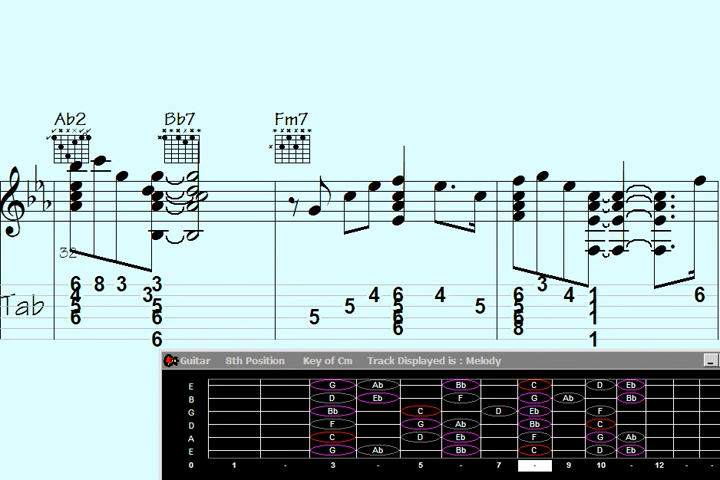 Ab2 Bb7 Fm7
32
6 8 3 3 3
4 3 4 6 4 6 4 1 6
5 5 5 5 5 5 1
6 6 5 6 6 1
6 8 1
Tab
Guitar 8th Position Key of Cm Track Displayed is : Melody
E G Ab Bb C D Eb
B D Eb F G Ab Bb
G Bb C D Eb F
D F G Ab Bb C
A C D Eb F G Ab
E G Ab Bb C D Eb
0 1 - 3 - 5 - 7 - 9 10 - 12 - -